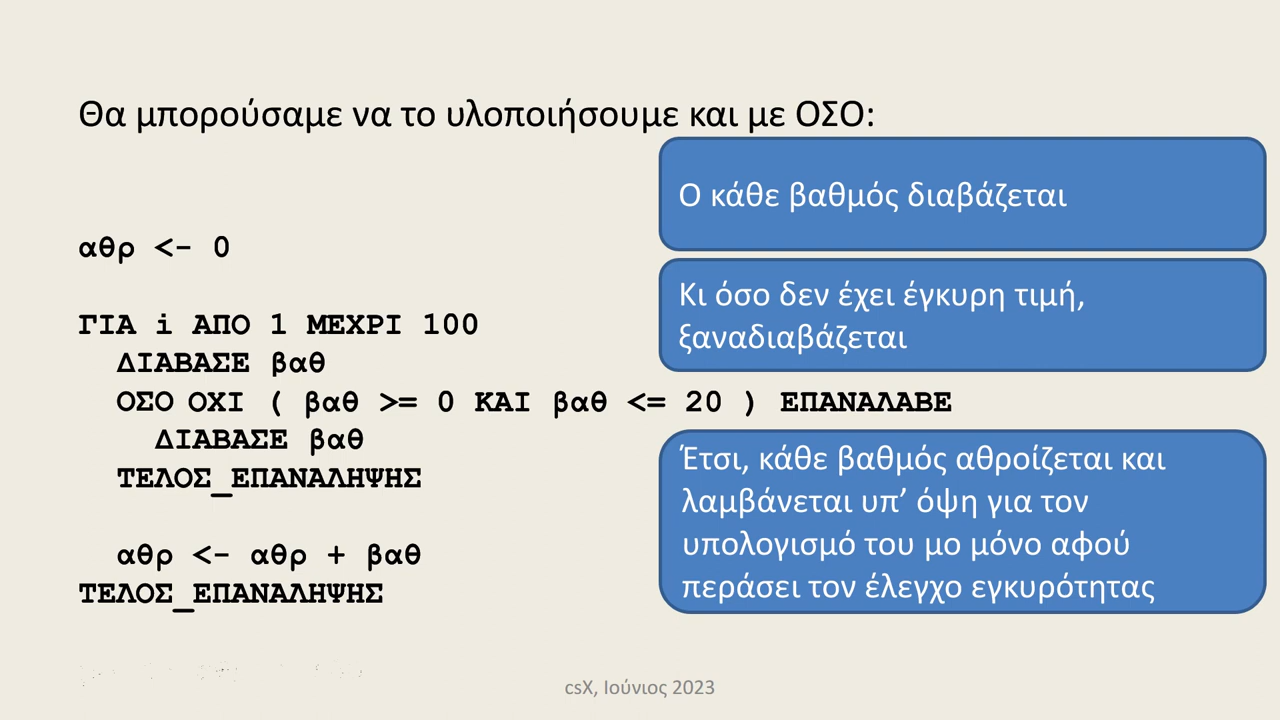 Θα μπορούσαμε να το υλοποιήσουμε και με ΟΣΟ:
Ο κάθε βαθμός διαβάζεται
αθρ <- 0
Κι όσο δεν έχει έγκυρη τιμή,
ξαναδιαβάζεται
ΓΙΑ i ΑΠΟ 1 ΜΕΧΡΙ 100
ΔΙΑΒΑΣΕ βαθ
ΟΣΟ ΟΧΙ ( βαθ >= 0 ΚΑΙ βαθ <= 20 ) ΕΠΑΝΑΛΑΒΕ
ΔΙΑΒΑΣΕ βαθ
ΤΕΛΟΣ_ΕΠΑΝΑΛΗΨΗΣ
Έτσι, κάθε βαθμός αθροίζεται και
λαμβάνεται υπ’ όψη για τον
υπολογισμό του μο μόνο αφού
περάσει τον έλεγχο εγκυρότητας
αθρ <- αθρ + βαθ
ΤΕΛΟΣ_ΕΠΑΝΑΛΗΨΗΣ
csX, Ιούνιος 2023